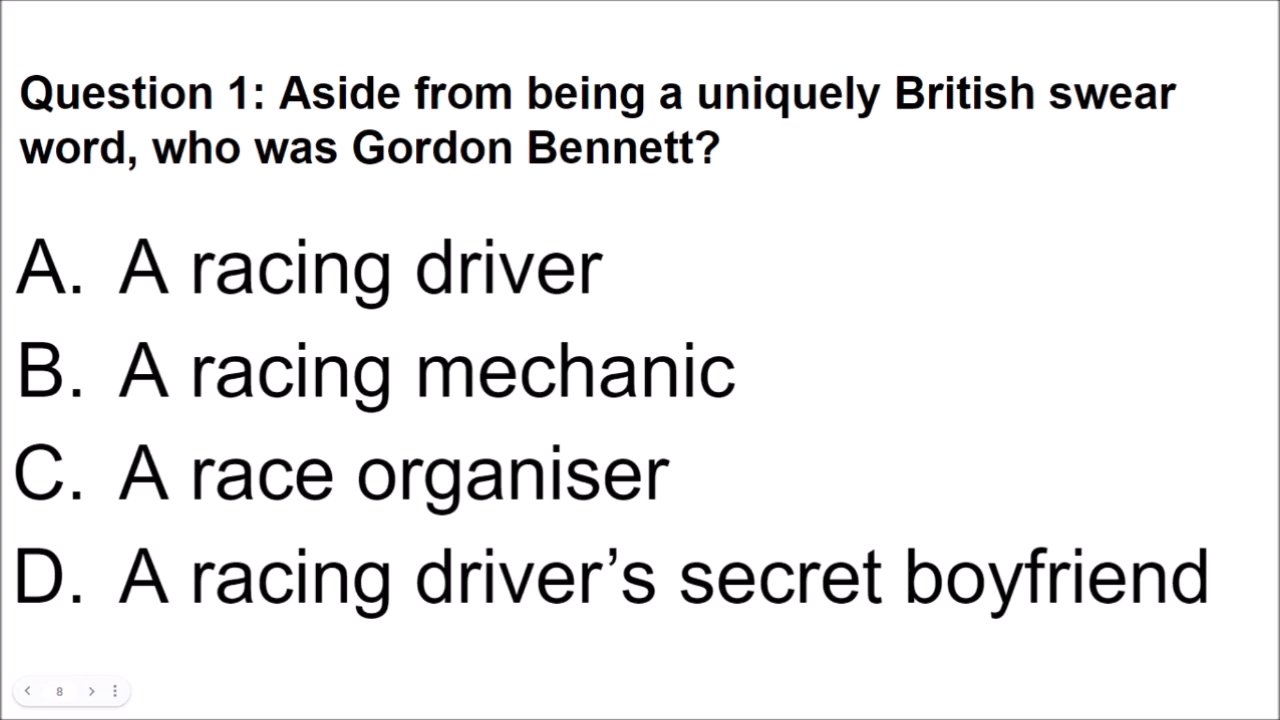 Question 1: Aside from being a uniquely British swear
word, who was Gordon Bennett?
A. A racing driver
B. A racing mechanic
C. A race organiser
D. A racing driver’s secret boyfriend
8